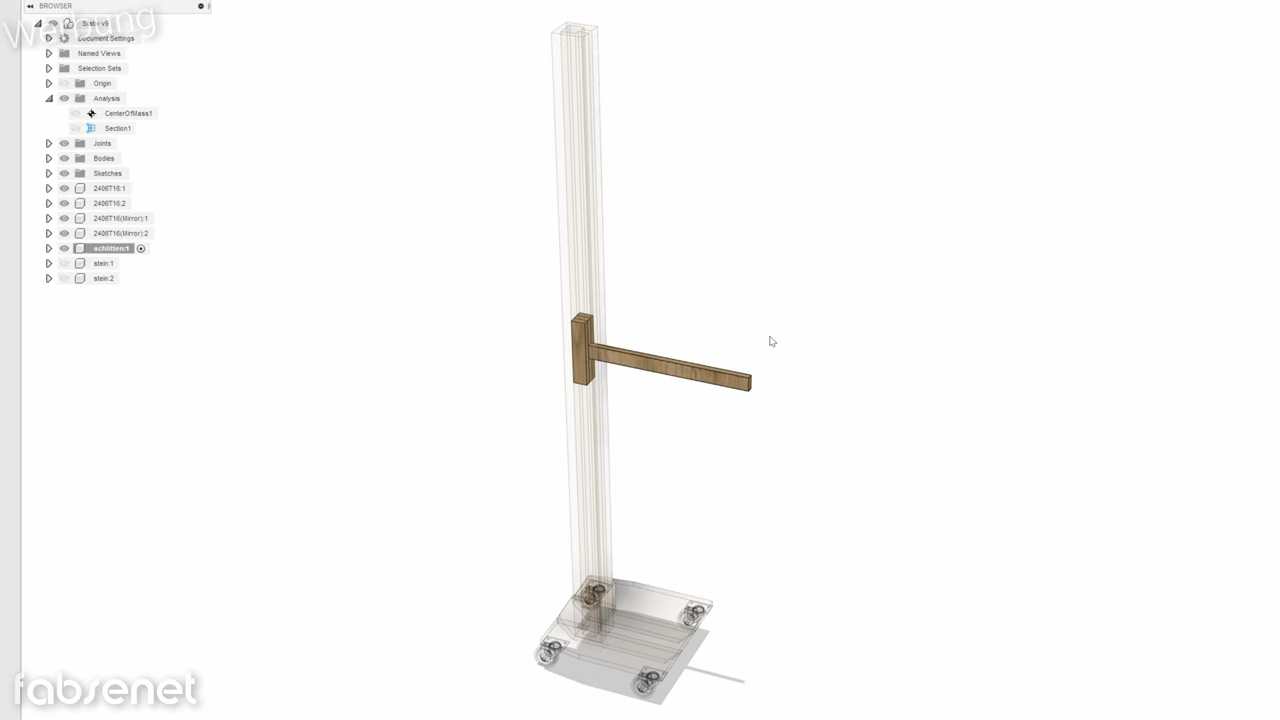 BROWSER
Werbung
Document Settings
Named Views
Selection Sets
Origin
Analysis
CenterOfMass1
Section1
Joints
Bodies
Sketches
2406T16:1
2406T16:2
2406T16(Mirror):1
2406T16(Mirror):2
schlitten:1
stein:1
stein:2
fabsenet